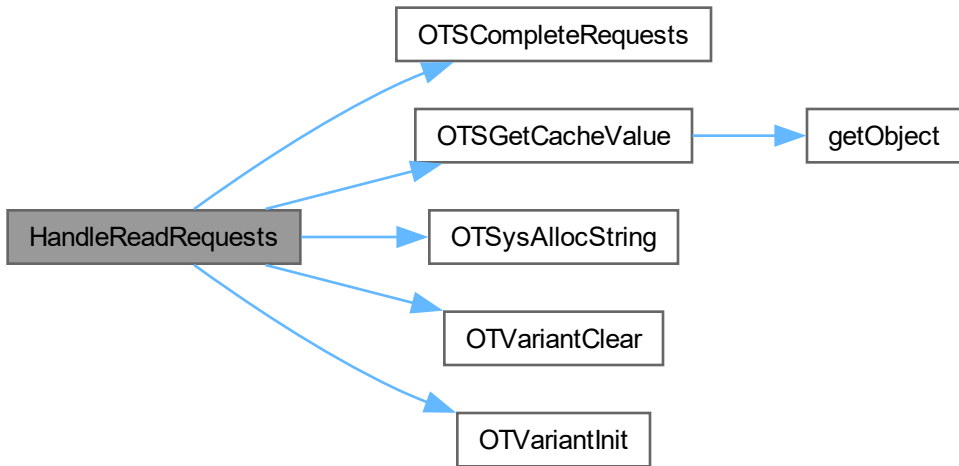 OTSCompleteRequests
OTSGetCacheValue
getObject
HandleReadRequests
OTSysAllocString
OTVariantClear
OTVariantInit